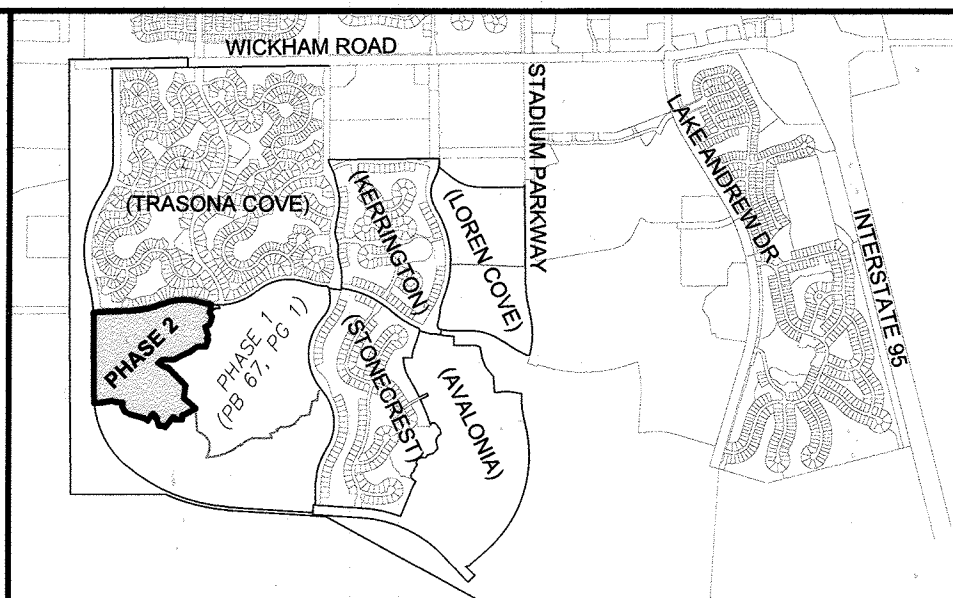 WICKHAM ROAD
STADIUM PARKWAY
LAKE ANDREW DR
INTERSTATE 95
(TRASONA COVE)
(KERRINGTON)
(LOREN COVE)
PHASE 2
PHASE 1
(PB 67, PG 1)
(STONECREST)
(AVALONIA)